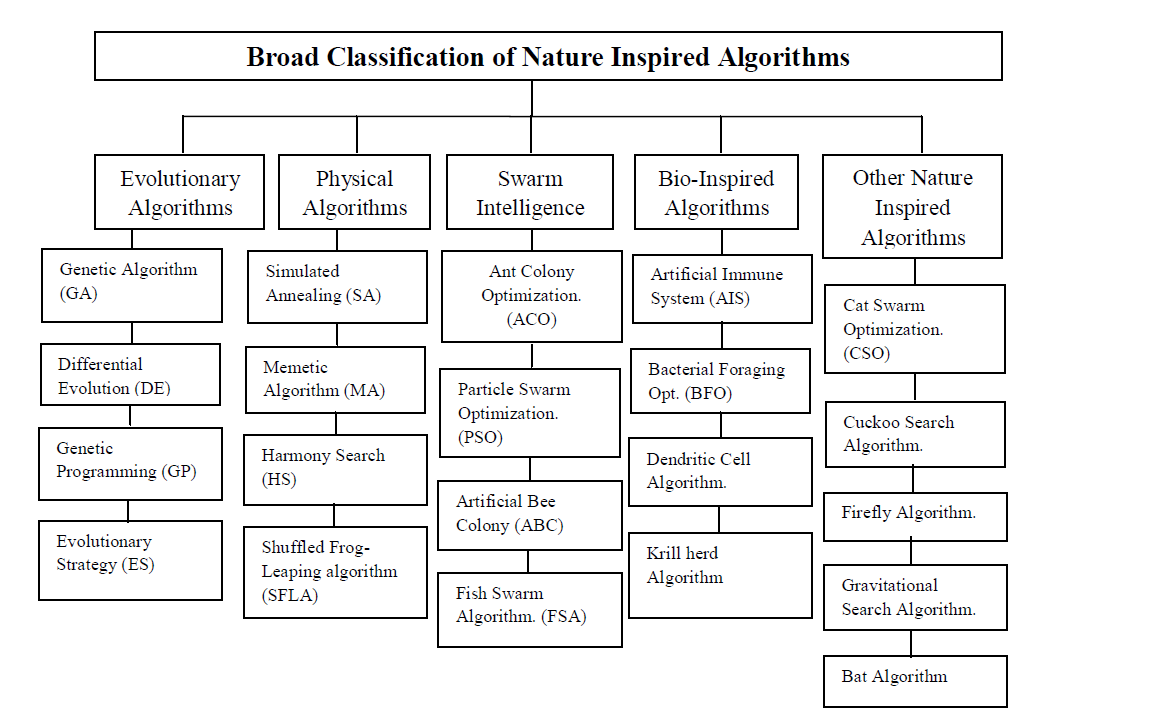 Broad Classification of Nature Inspired Algorithms
Evolutionary
Algorithms
Genetic Algorithm
(GA)
Differential
Evolution (DE)
Genetic
Programming (GP)
Evolutionary
Strategy (ES)
Physical
Algorithms
Simulated
Annealing (SA)
Memetic
Algorithm (MA)
Harmony Search
(HS)
Shuffled Frog-
Leaping algorithm
(SFLA)
Swarm
Intelligence
Ant Colony
Optimization.
(ACO)
Particle Swarm
Optimization.
(PSO)
Artificial Bee
Colony (ABC)
Fish Swarm
Algorithm. (FSA)
Bio-Inspired
Algorithms
Artificial Immune
System (AIS)
Bacterial Foraging
Opt. (BFO)
Dendritic Cell
Algorithm.
Krill herd
Algorithm
Other Nature
Inspired
Algorithms
Cat Swarm
Optimization.
(CSO)
Cuckoo Search
Algorithm.
Firefly Algorithm.
Gravitational
Search Algorithm.
Bat Algorithm